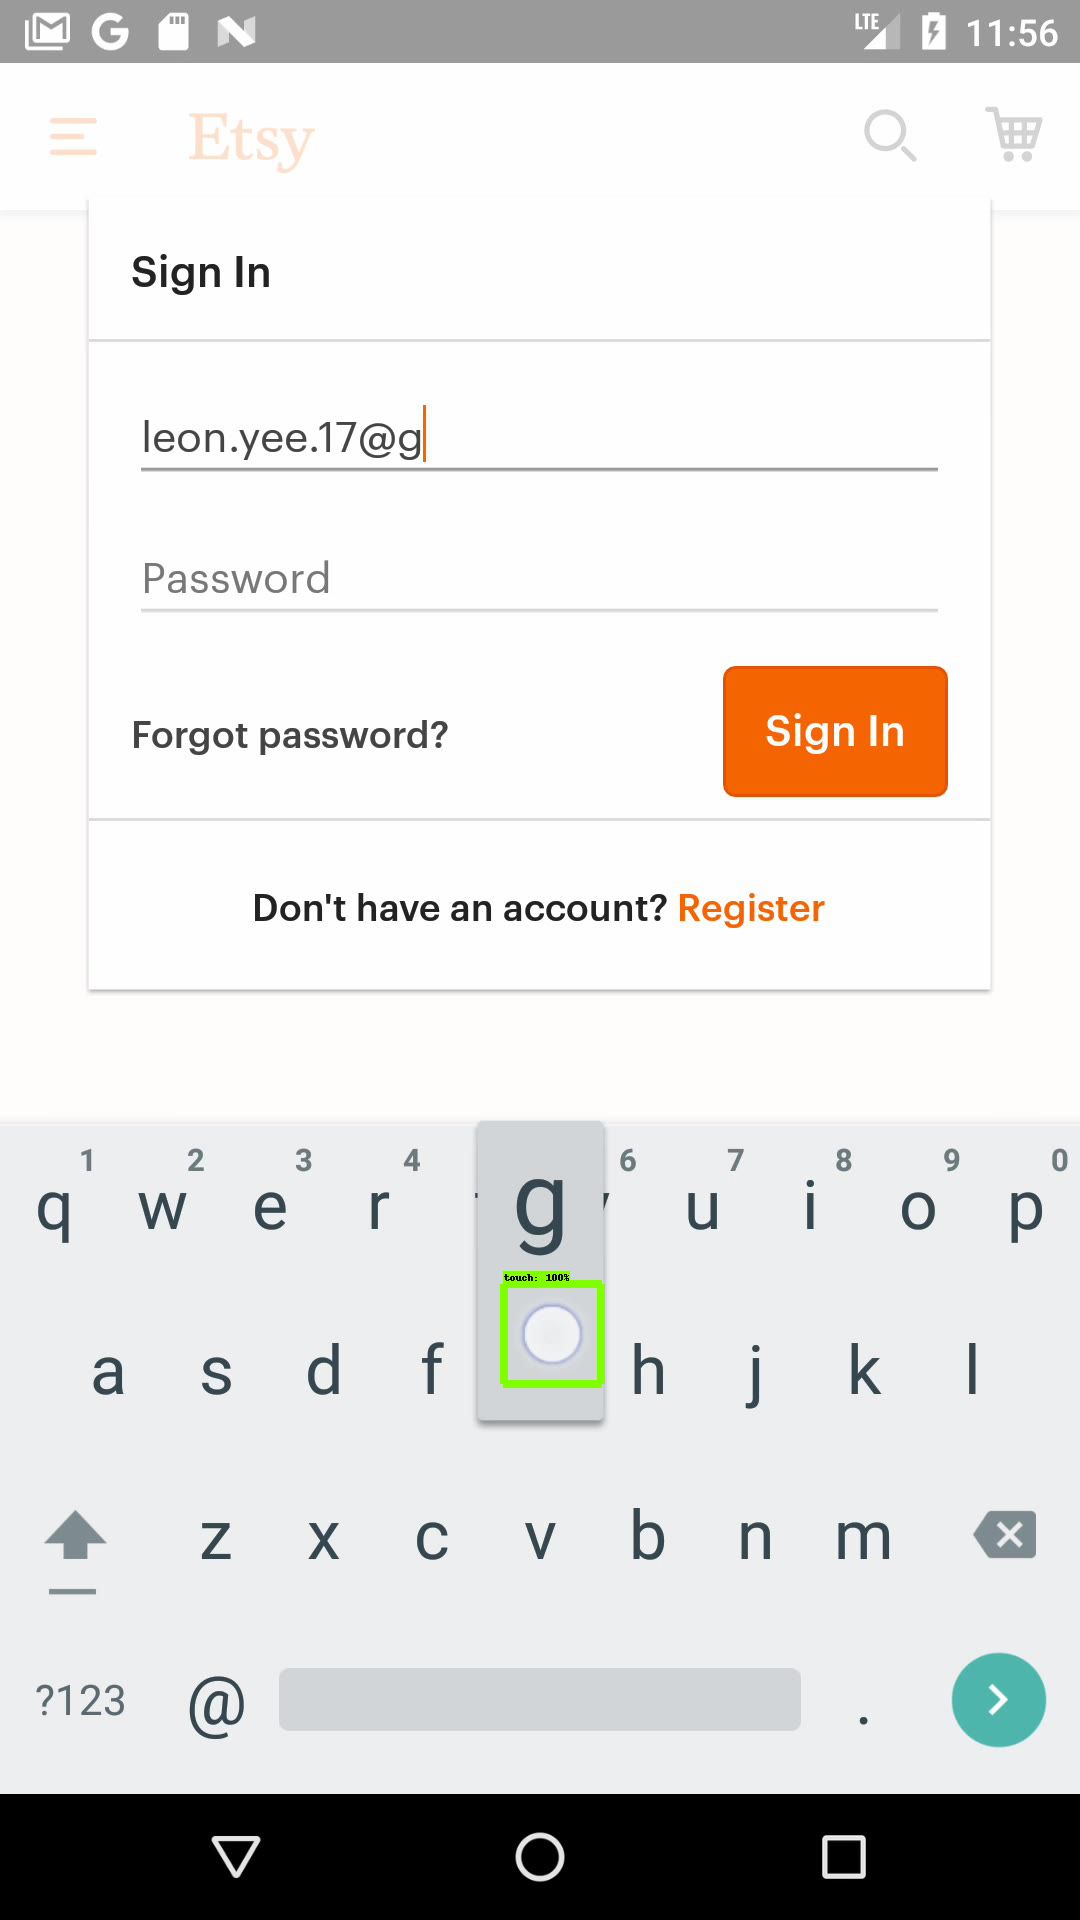 LTE 11:56
Etsy
Sign In
leon.yee.17@g
Password
Forgot password?
Sign In
Don't have an account? Register
1 2 3 4 6 7 8 9 0
q w e r g u i o p
touch: 100%
a s d f h j k l
z x c v b n m
?123 @ .